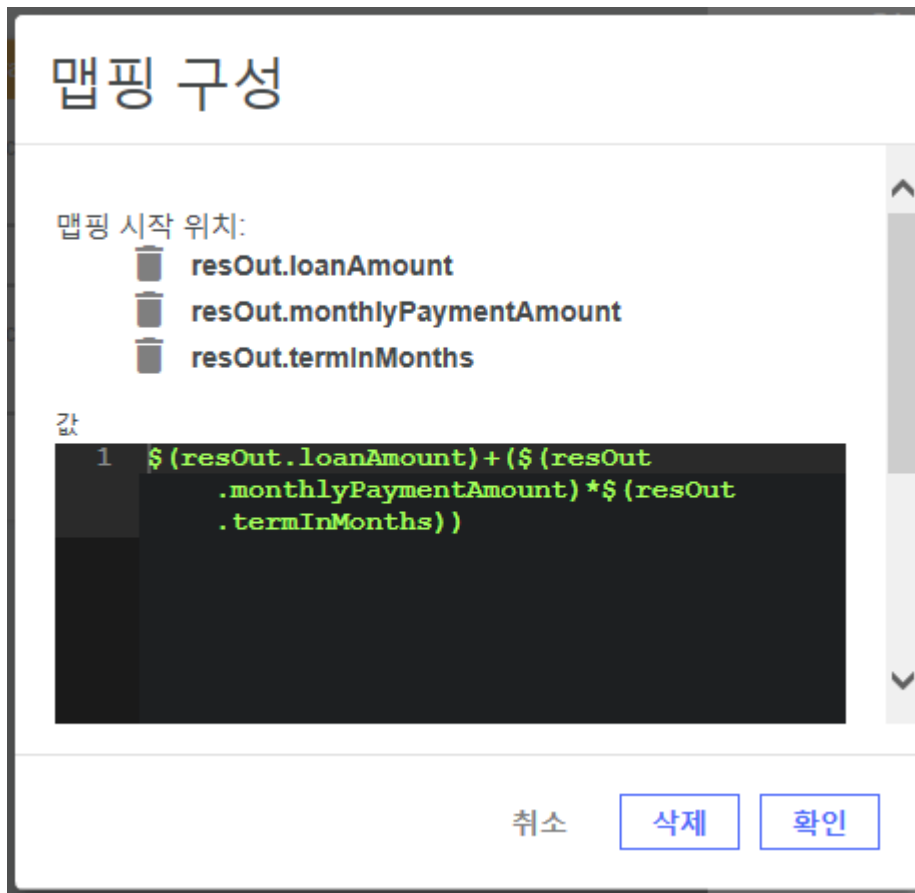 맵핑 구성
맵핑 시작 위치:
resOut.loanAmount
resOut.monthlyPaymentAmount
resOut.termInMonths
값
1 $(resOut.loanAmount)+($(resOut
.monthlyPaymentAmount)*$(resOut
.termInMonths))
취소 삭제 확인